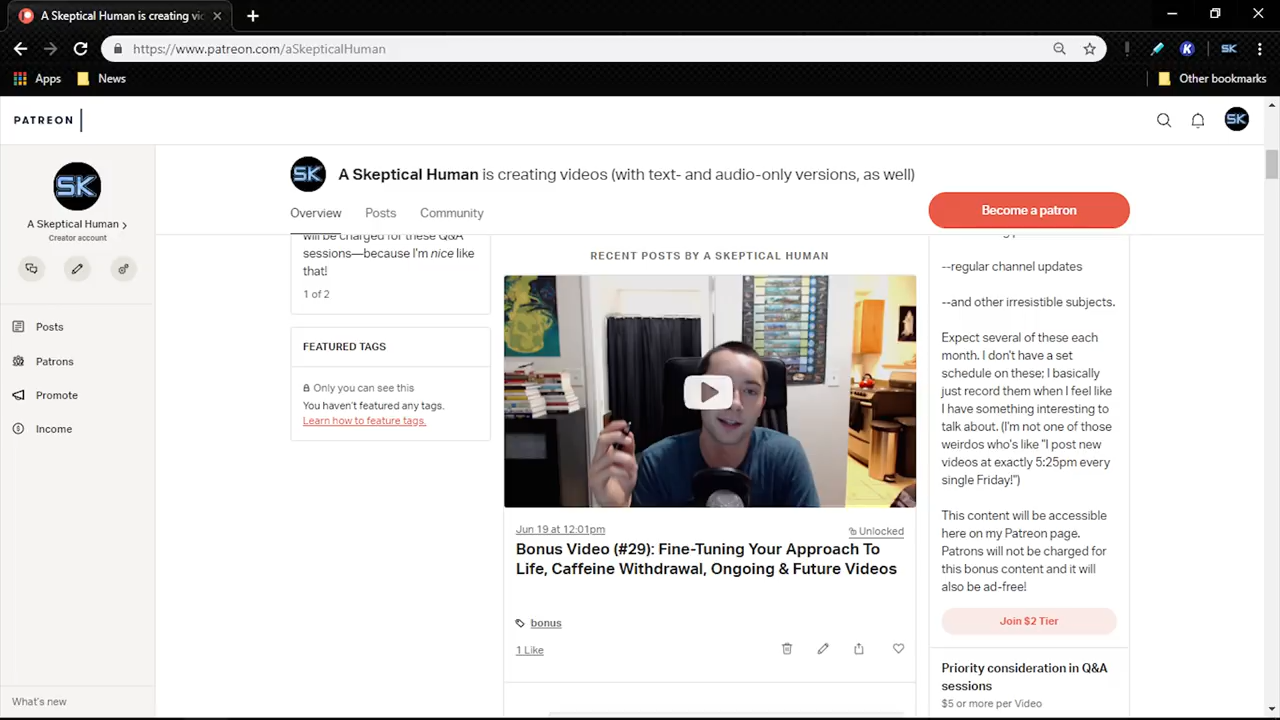 A Skeptical Human is creating vi
https://www.patreon.com/aSkepticalHuman
SK
Apps
News
Other bookmarks
PATREON
SK
SK
A Skeptical Human
Creator account
Posts
Patrons
Promote
Income
What's new
SK
A Skeptical Human is creating videos (with text- and audio-only versions, as well)
Overview
Posts
Community
Become a patron
will be charged for these Q&A
sessions—because I'm nice like
that!
1 of 2
FEATURED TAGS
Only you can see this
You haven't featured any tags.
Learn how to feature tags.
RECENT POSTS BY A SKEPTICAL HUMAN
Jun 19 at 12:01pm
Unlocked
Bonus Video (#29): Fine-Tuning Your Approach To
Life, Caffeine Withdrawal, Ongoing & Future Videos
bonus
1 Like
--regular channel updates
--and other irresistible subjects.
Expect several of these each
month. I don't have a set
schedule on these; I basically
just record them when I feel like
I have something interesting to
talk about. (I'm not one of those
weirdos who's like "I post new
videos at exactly 5:25pm every
single Friday!")
This content will be accessible
here on my Patreon page.
Patrons will not be charged for
this bonus content and it will
also be ad-free!
Join $2 Tier
Priority consideration in Q&A
sessions
$5 or more per Video